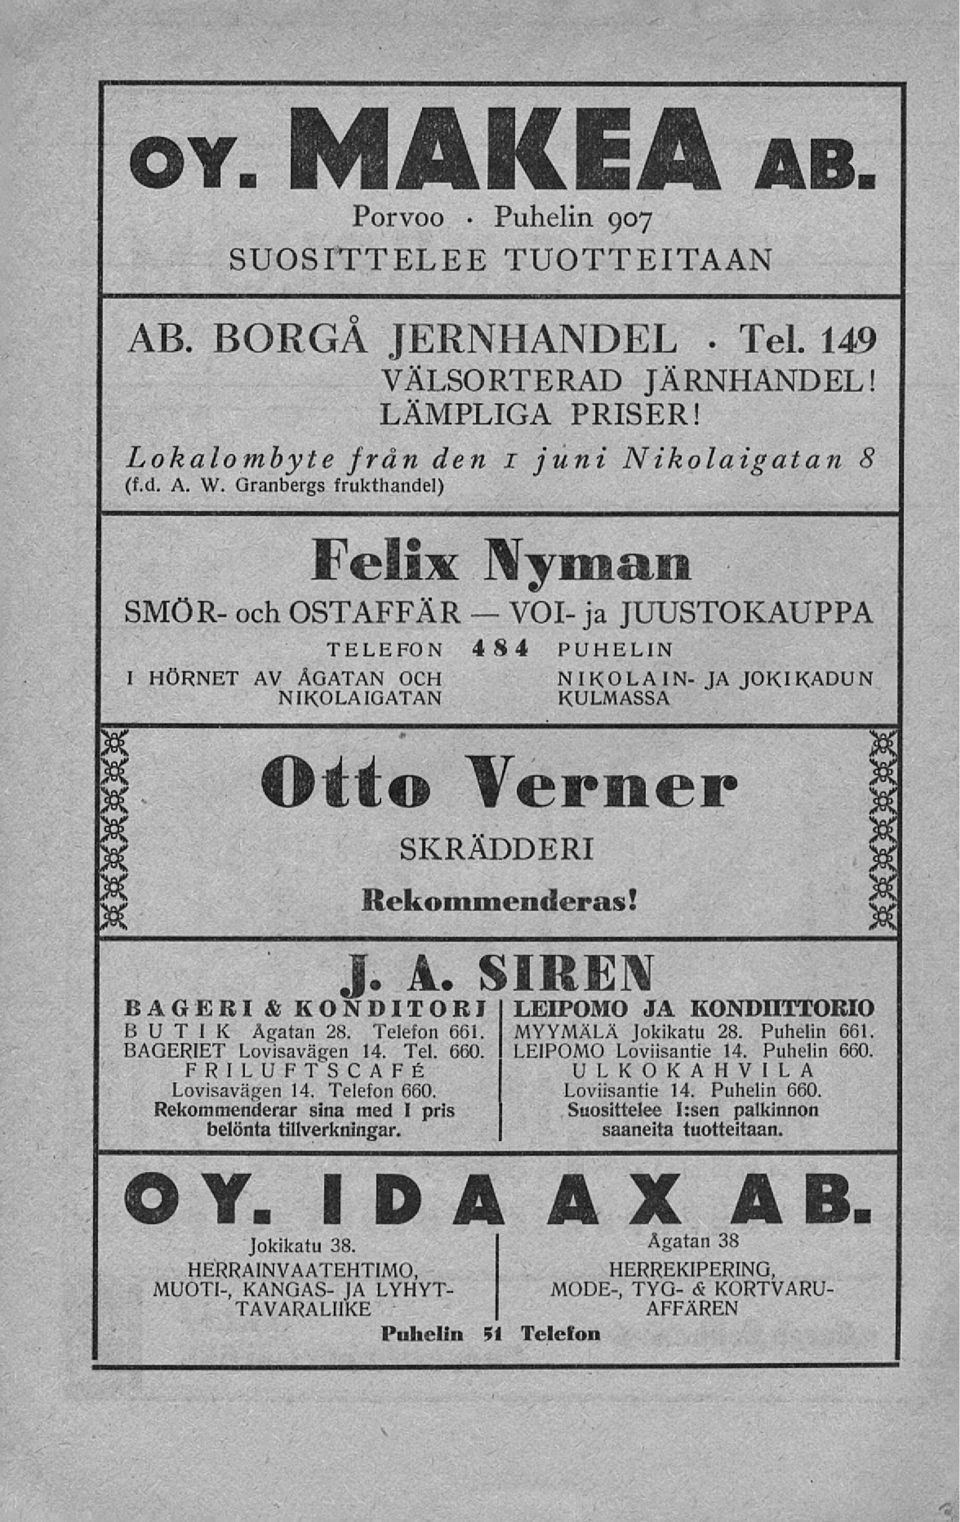 OY. MAKEA AB.
Porvoo · Puhelin 907
SUOSITTELEE TUOTTEITAAN
AB. BORGÅ JERNHANDEL · Tel. 149
VÄLSORTERAD JÄRNHANDEL!
LÄMPLIGA PRISER!
Lokalombyte från den 1 juni Nikolaigatan 8
(f.d. A. W. Granbergs frukthandel)
Felix Nyman
SMÖR- och OSTAFFÄR — VOI- ja JUUSTOKAUPPA
TELEFON 484 PUHELIN
I HÖRNET AV ÅGATAN OCH
NIKOLAIGATAN
NIKOLAIN- JA JOKIKADUN
KULMASSA
Otto Verner
SKRÄDDERI
Rekommenderas!
J. A. SIREN
BAGERI & KONDITORI
BUTIK Ågatan 28. Telefon 661.
BAGERIET Lovisavägen 14. Tel. 660.
FRILUFTSCAFÉ
Lovisavägen 14. Telefon 660.
Rekommenderar sina med I pris
belönta tillverkningar.
LEIPOMO JA KONDIITTORIO
MYYMÄLÄ Jokikatu 28. Puhelin 661.
LEIPOMO Loviisantie 14. Puhelin 660.
ULKOKAHVILA
Loviisantie 14. Puhelin 660.
Suosittelee I:sen palkinnon
saaneita tuotteitaan.
OY. IDA AX AB.
Jokikatu 38.
HERRAINVAATEHTIMO,
MUOTI-, KANGAS- JA LYHYT-
TAVARALIIKE
Ågatan 38
HERREKIPERING,
MODE-, TYG- & KORTVARU-
AFFÄREN
Puhelin 51 Telefon